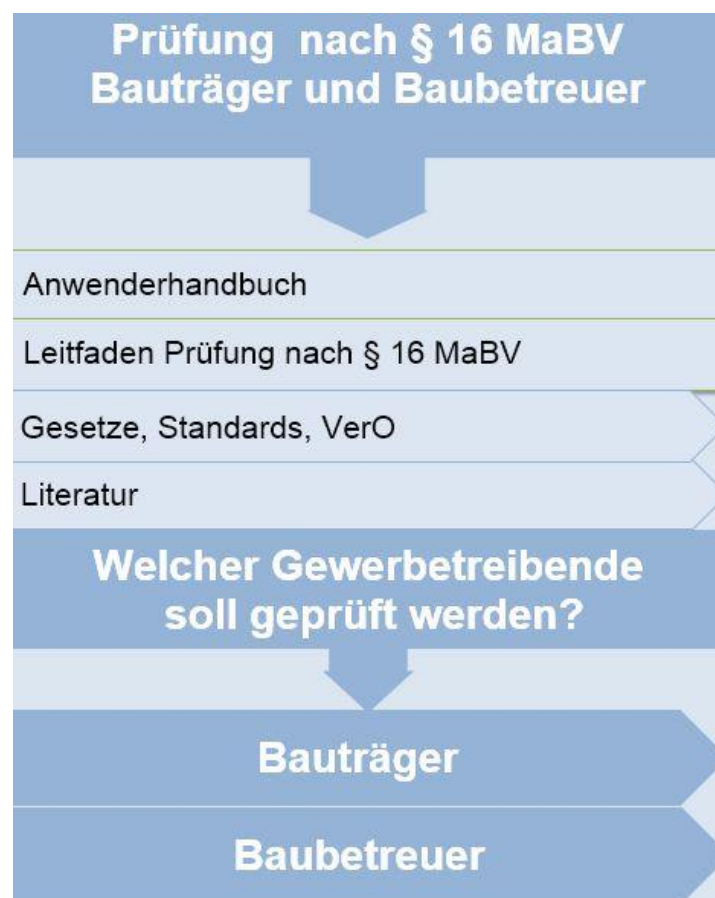 Prüfung nach § 16 MaBV
Bauträger und Baubetreuer
Anwenderhandbuch
Leitfaden Prüfung nach § 16 MaBV
Gesetze, Standards, VerO
Literatur
Welcher Gewerbetreibende
soll geprüft werden?
Bauträger
Baubetreuer